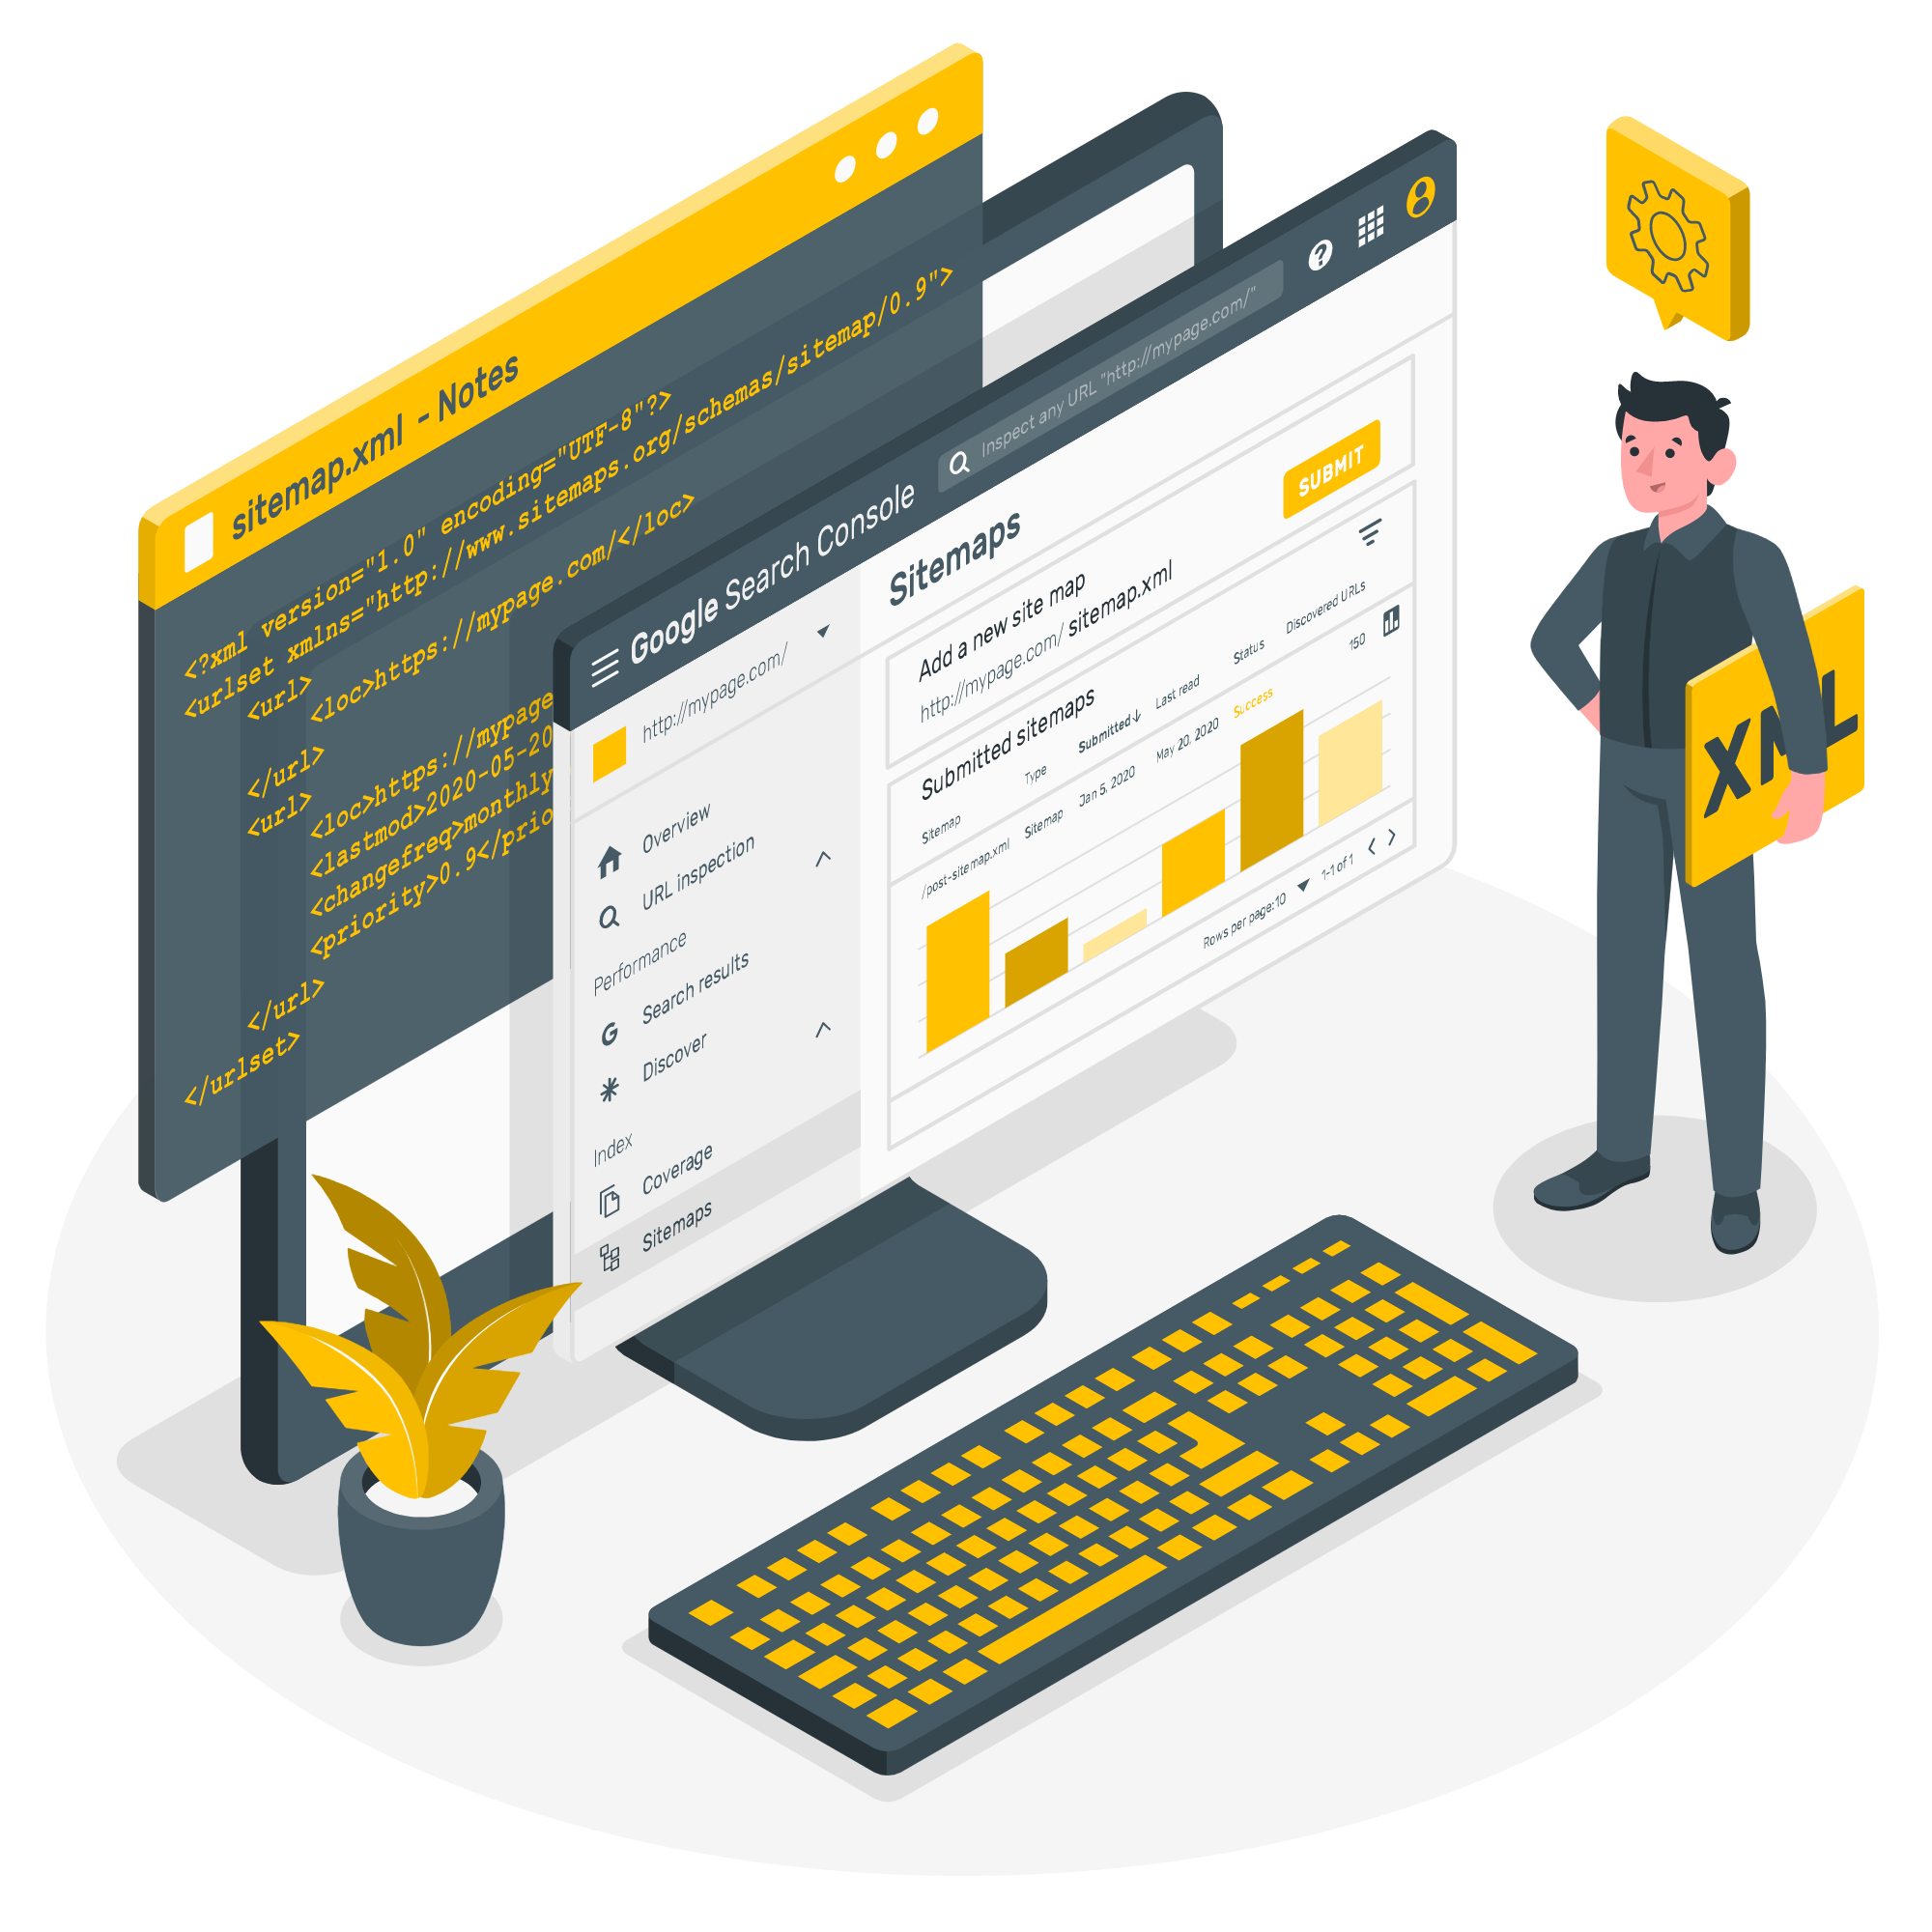 sitemap.xml - Notes
<?xml version="1.0" encoding="UTF-8"?>
<urlset xmlns="http://www.sitemaps.org/schemas/sitemap/0.9">
<url>
<loc>https://mypage.com/</loc>
</url>
<url>
<loc>https://mypage
<lastmod>2020-05-20
<changefreq>monthly
<priority>0.9</prio
</url>
</urlset>
Google Search Console
Inspect any URL "http://mypage.com/"
?
http://mypage.com/
Overview
URL inspection
Performance
G Search results
Discover
Index
Coverage
Sitemaps
Sitemaps
Add a new site map
http://mypage.com/ sitemap.xml
SUBMIT
Submitted sitemaps
Sitemap Type Submitted↓ Last read Status Discovered URLs
/post-sitemap.xml Sitemap Jan 5, 2020 May 20, 2020 Success 150
Rows per page:10 1-1 of 1 < >
XML